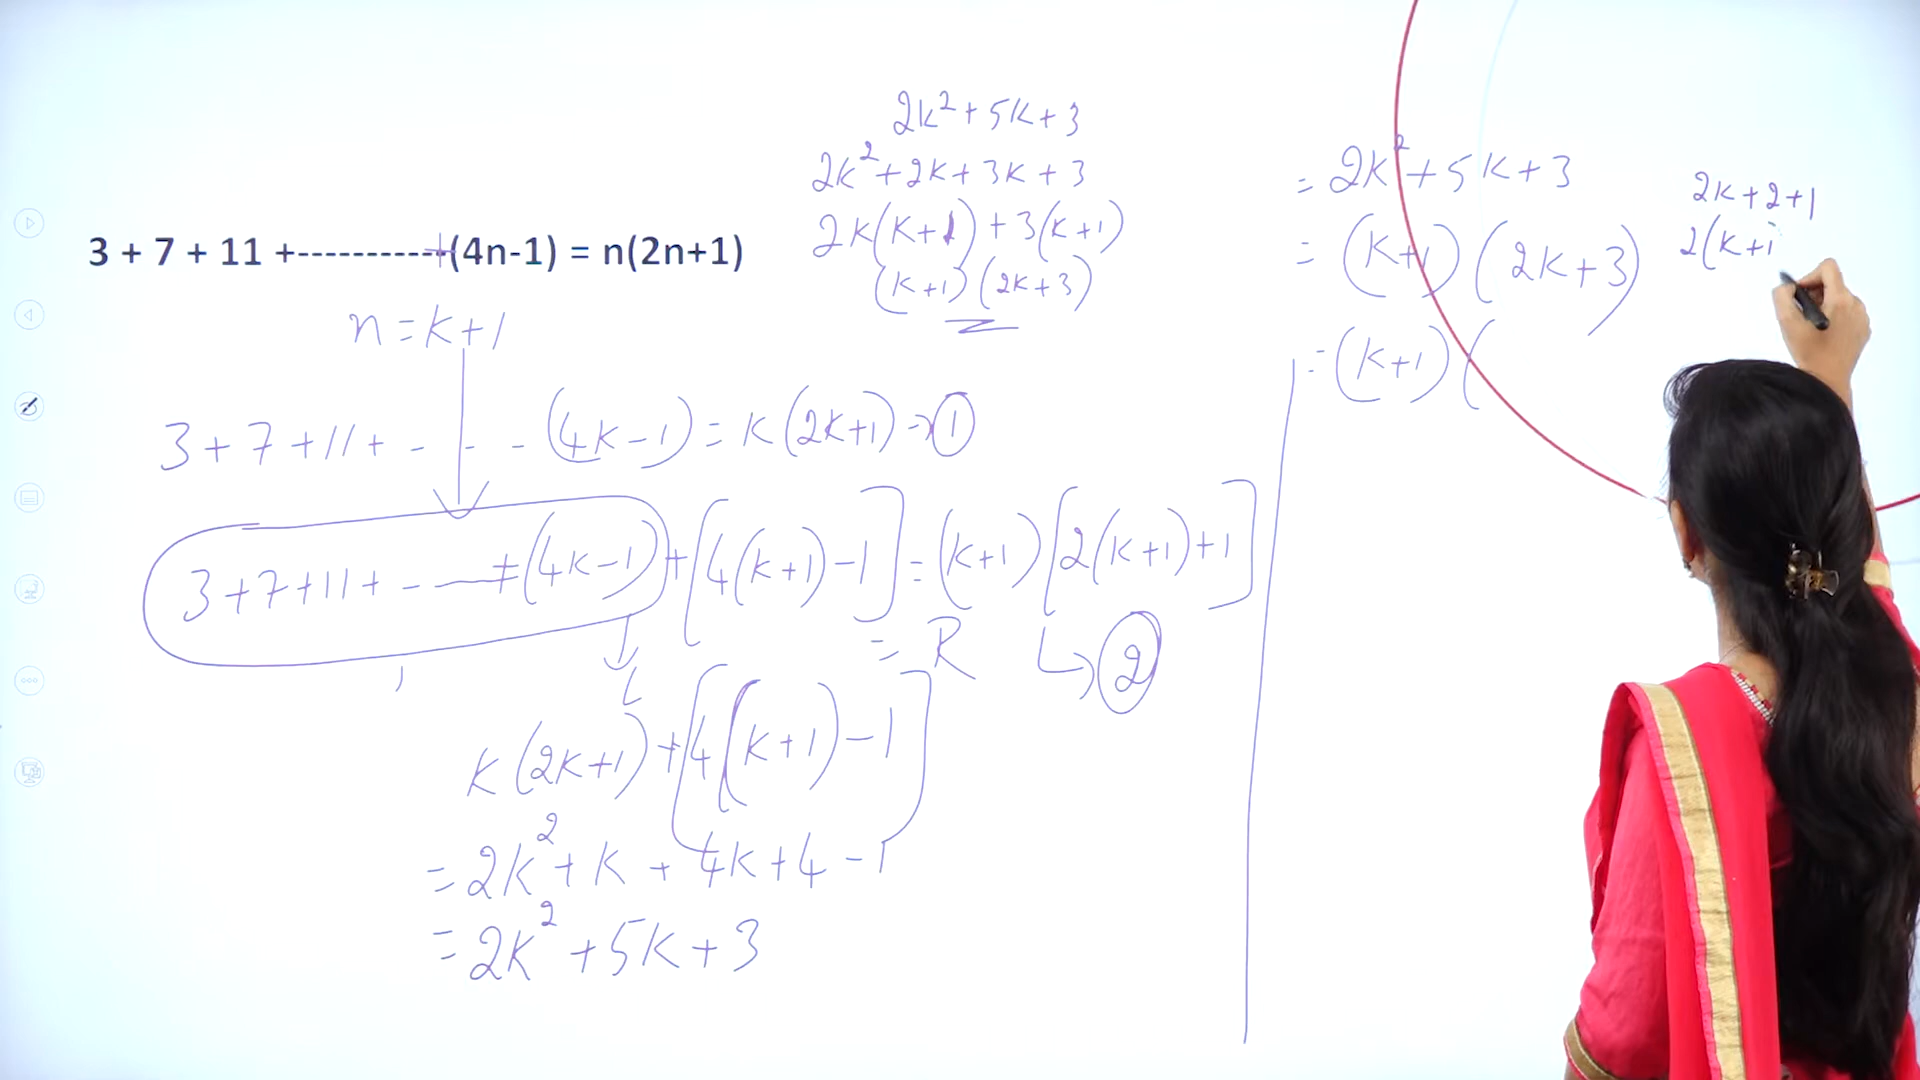 3 + 7 + 11 +----------+(4n-1) = n(2n+1)
n = k+1
3 + 7 + 11 + - - - (4k-1) = k(2k+1) → ①
3+7+11+ - — +(4k-1) + [4(k+1)-1] = (k+1)[2(k+1)+1]
L
= R ↳ ②
k(2k+1) + [4(k+1)-1]
= 2k² + k + 4k + 4 - 1
= 2k² + 5k + 3
2k² + 5k + 3
2k² + 2k + 3k + 3
2k(k+1) + 3(k+1)
(k+1)(2k+3)
= 2k² + 5k + 3
= (k+1)(2k+3)
= (k+1)(
2k+2+1
2(k+1